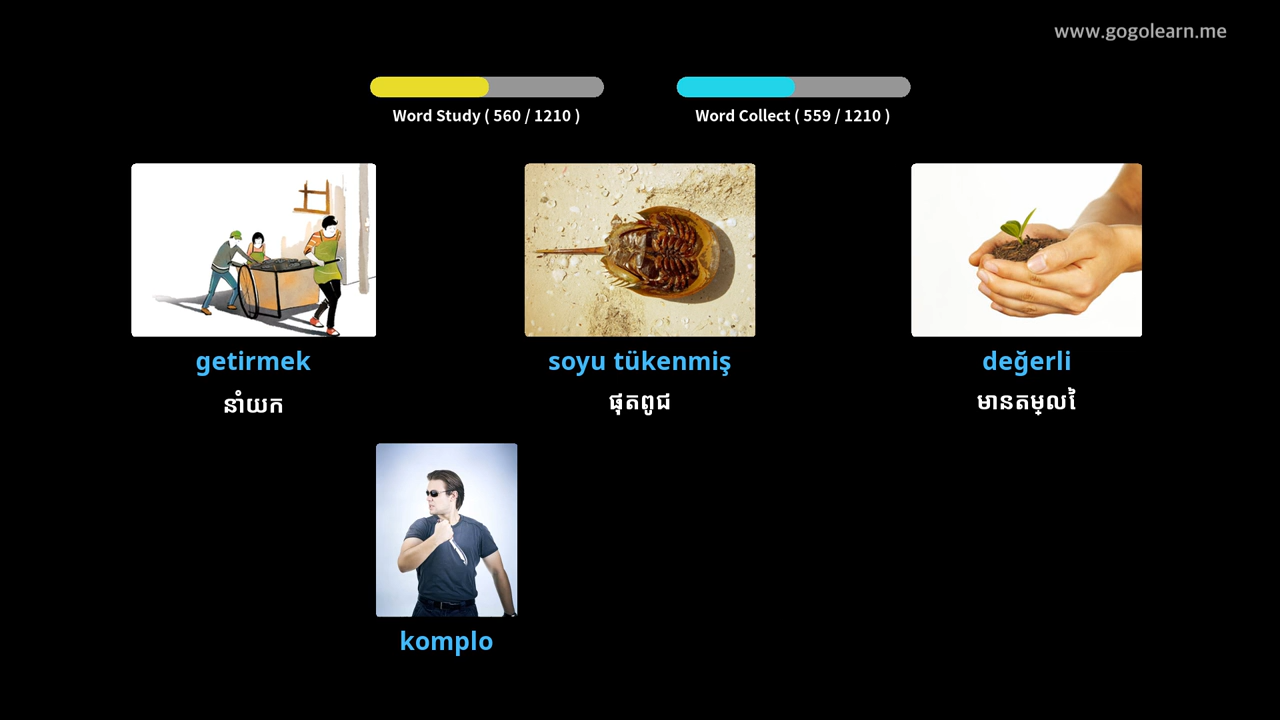 www.gogolearn.me
Word Study ( 560 / 1210 )
Word Collect ( 559 / 1210 )
getirmek
soyu tükenmiş
değerli
នាំយក
ផុតពូជ
មានតម្លៃ
komplo